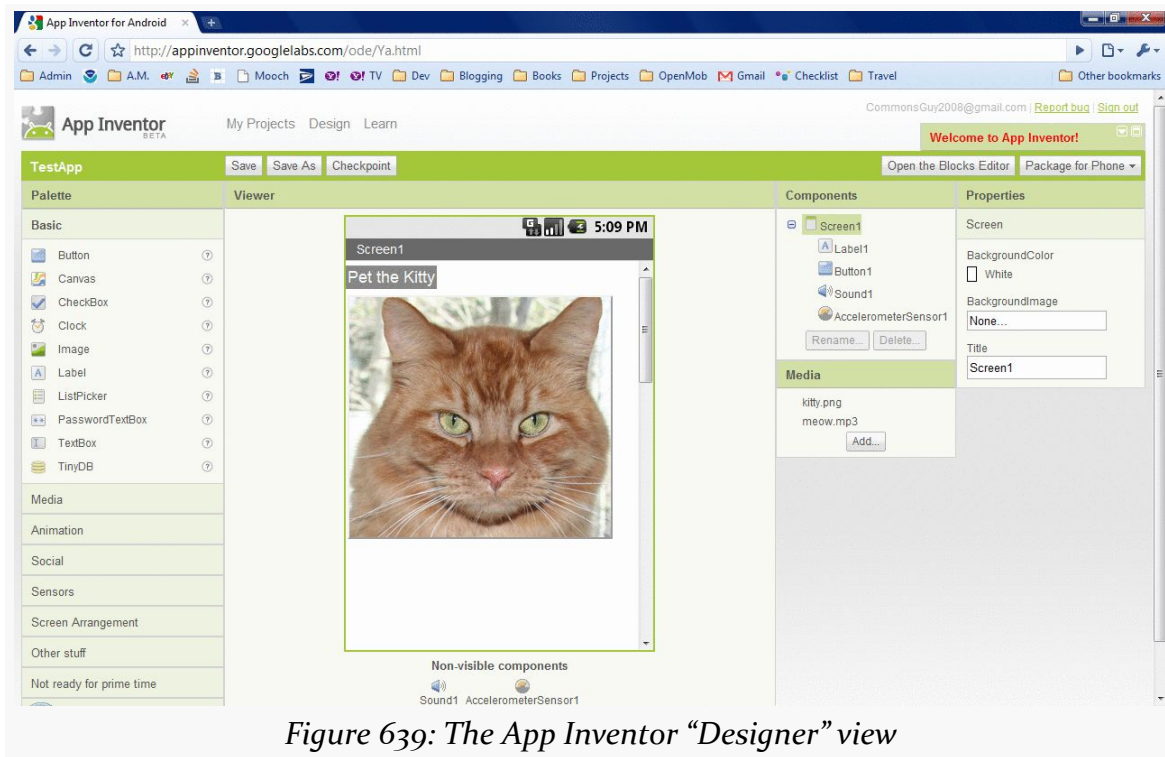 App Inventor for Android
http://appinventor.googlelabs.com/ode/Ya.html
Admin A.M. Mooch TV Dev Blogging Books Projects OpenMob Gmail Checklist Travel Other bookmarks
CommonsGuy2008@gmail.com | Report bug | Sign out
App Inventor
BETA
My Projects Design Learn
Welcome to App Inventor!
TestApp Save Save As Checkpoint Open the Blocks Editor Package for Phone
Palette Viewer Components Properties
Basic
Button
Canvas
CheckBox
Clock
Image
Label
ListPicker
PasswordTextBox
TextBox
TinyDB
Media
Animation
Social
Sensors
Screen Arrangement
Other stuff
Not ready for prime time
5:09 PM
Screen1
Pet the Kitty
Non-visible components
Sound1 AccelerometerSensor1
Screen1
Label1
Button1
Sound1
AccelerometerSensor1
Rename... Delete...
Media
kitty.png
meow.mp3
Add...
Screen
BackgroundColor
White
BackgroundImage
None...
Title
Screen1
Figure 639: The App Inventor “Designer” view